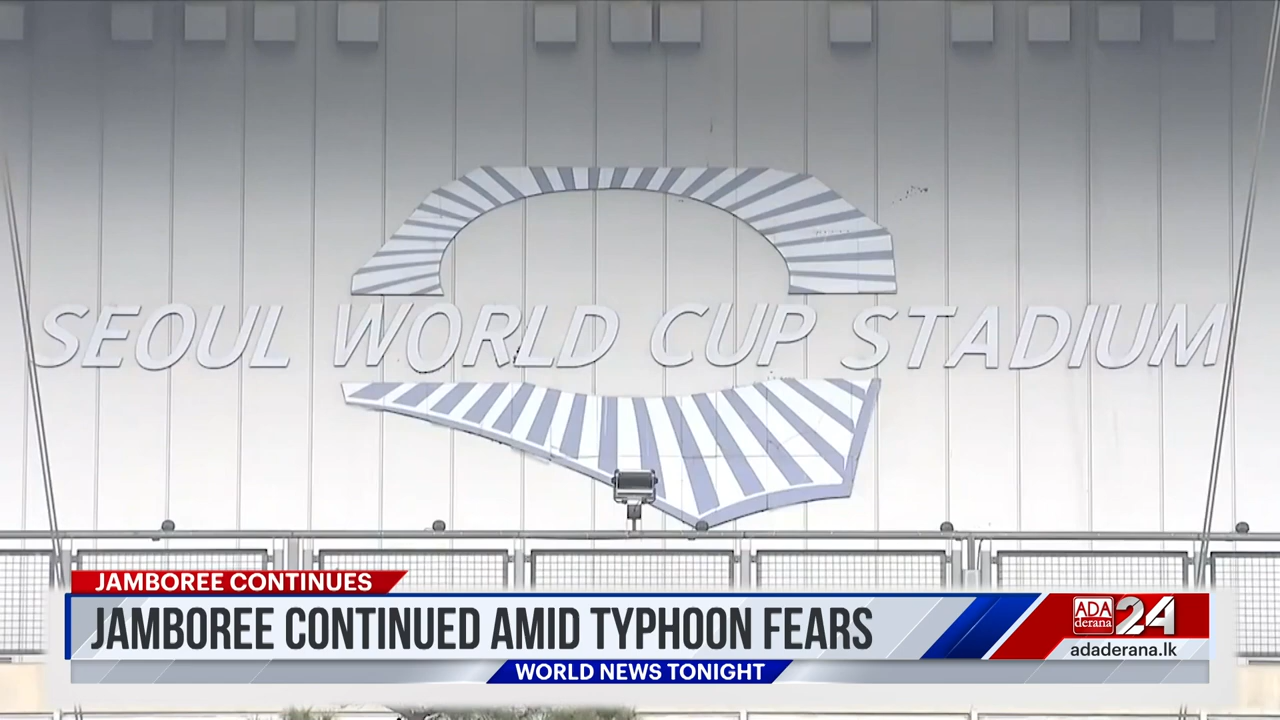 SEOUL WORLD CUP STADIUM
JAMBOREE CONTINUES
JAMBOREE CONTINUED AMID TYPHOON FEARS
ADA
derana
24
adaderana.lk
WORLD NEWS TONIGHT